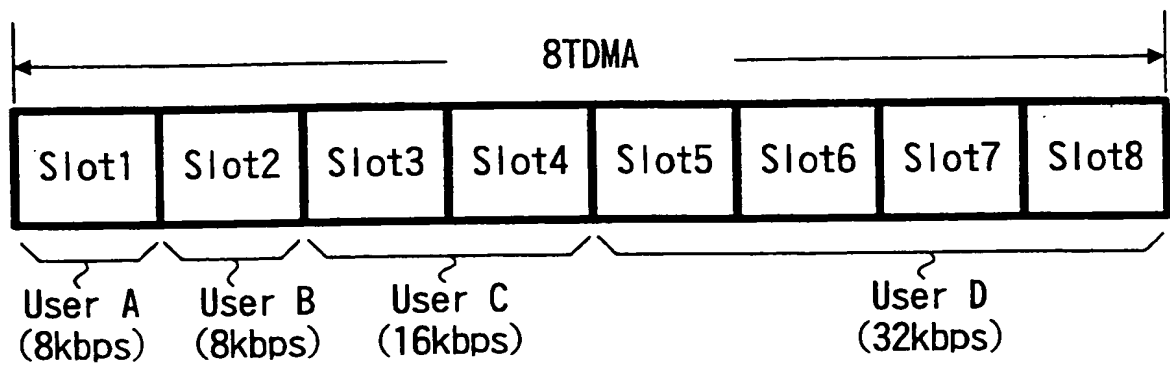 8TDMA
Slot1 Slot2 Slot3 Slot4 Slot5 Slot6 Slot7 Slot8
User A User B User C User D
(8kbps) (8kbps) (16kbps) (32kbps)